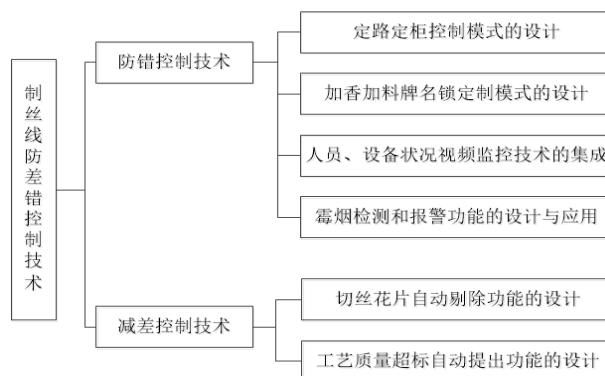 制丝线防差错控制技术
防错控制技术
定路定柜控制模式的设计
加香加料牌名锁定制模式的设计
人员、设备状况视频监控技术的集成
霉烟检测和报警功能的设计与应用
减差控制技术
切丝花片自动剔除功能的设计
工艺质量超标自动提出功能的设计